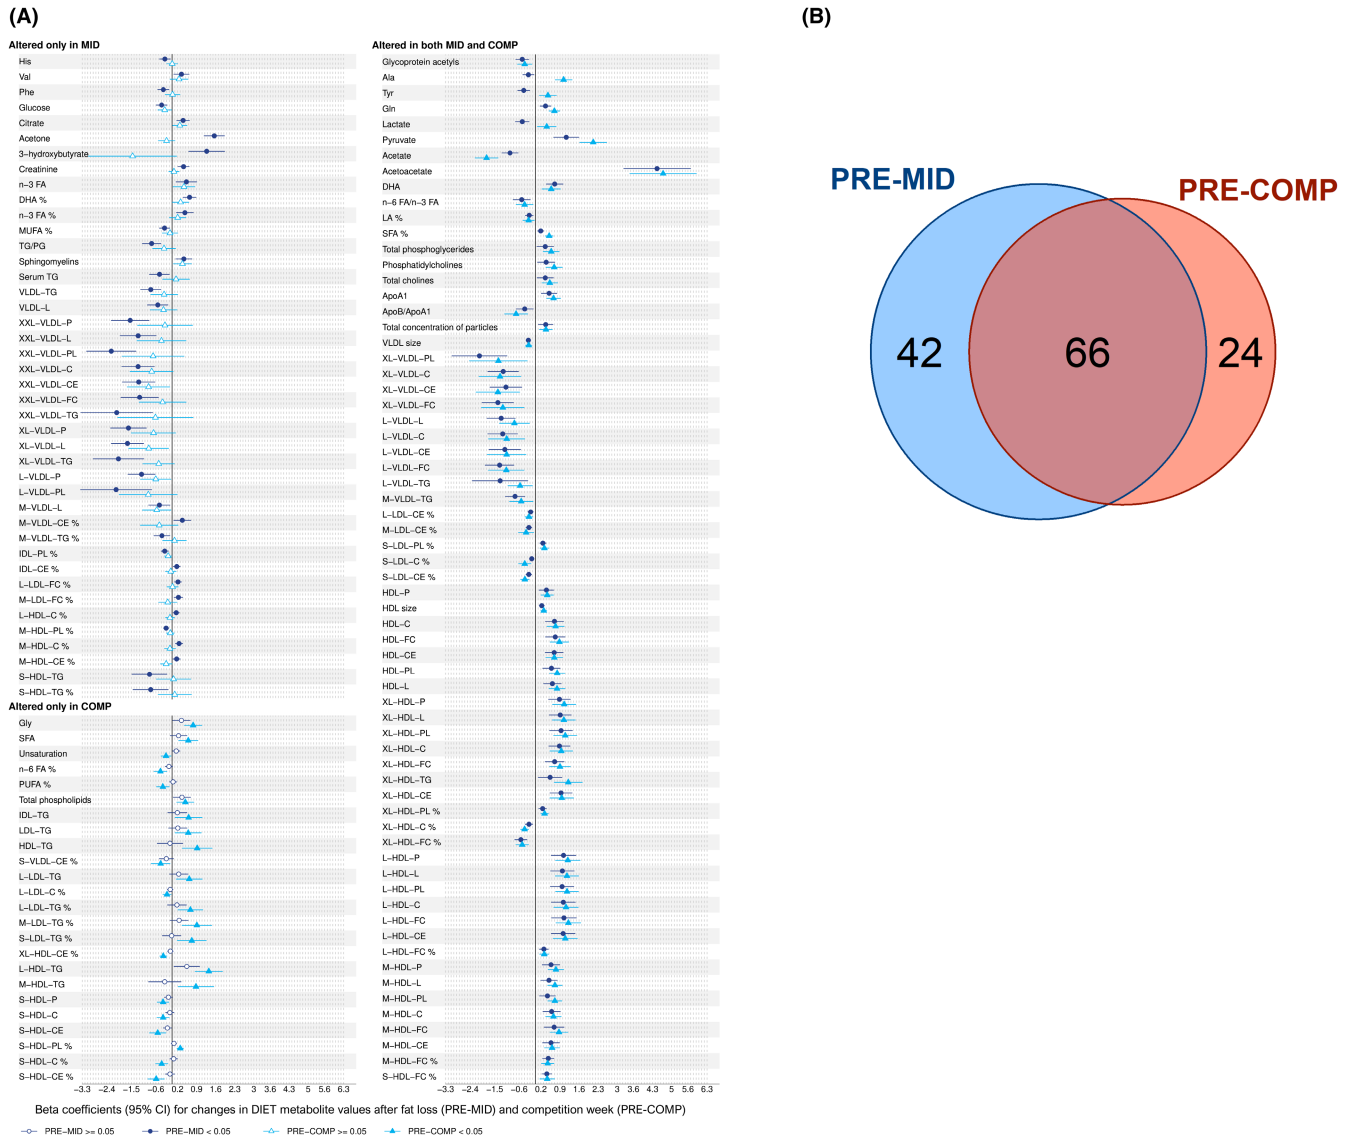 (A)
Altered only in MID
His
Val
Phe
Glucose
Citrate
Acetone
3−hydroxybutyrate
Creatinine
n−3 FA
DHA %
n−3 FA %
MUFA %
TG/PG
Sphingomyelins
Serum TG
VLDL−TG
VLDL−L
XXL−VLDL−P
XXL−VLDL−L
XXL−VLDL−PL
XXL−VLDL−C
XXL−VLDL−CE
XXL−VLDL−FC
XXL−VLDL−TG
XL−VLDL−P
XL−VLDL−L
XL−VLDL−TG
L−VLDL−P
L−VLDL−PL
M−VLDL−L
M−VLDL−CE %
M−VLDL−TG %
IDL−PL %
IDL−CE %
L−LDL−FC %
M−LDL−FC %
L−HDL−C %
M−HDL−PL %
M−HDL−C %
M−HDL−CE %
S−HDL−TG
S−HDL−TG %
Altered only in COMP
Gly
SFA
Unsaturation
n−6 FA %
PUFA %
Total phospholipids
IDL−TG
LDL−TG
HDL−TG
S−VLDL−CE %
L−LDL−TG
L−LDL−C %
L−LDL−TG %
M−LDL−TG %
S−LDL−TG %
XL−HDL−CE %
L−HDL−TG
M−HDL−TG
S−HDL−P
S−HDL−C
S−HDL−CE
S−HDL−PL %
S−HDL−C %
S−HDL−CE %
−3.3 −2.4 −1.5 −0.6 0.2 0.9 1.6 2.3 3 3.6 4.2 4.9 5.6 6.3
Altered in both MID and COMP
Glycoprotein acetyls
Ala
Tyr
Gln
Lactate
Pyruvate
Acetate
Acetoacetate
DHA
n−6 FA/n−3 FA
LA %
SFA %
Total phosphoglycerides
Phosphatidylcholines
Total cholines
ApoA1
ApoB/ApoA1
Total concentration of particles
VLDL size
XL−VLDL−PL
XL−VLDL−C
XL−VLDL−CE
XL−VLDL−FC
L−VLDL−L
L−VLDL−C
L−VLDL−CE
L−VLDL−FC
L−VLDL−TG
M−VLDL−TG
L−LDL−CE %
M−LDL−CE %
S−LDL−PL %
S−LDL−C %
S−LDL−CE %
HDL−P
HDL size
HDL−C
HDL−FC
HDL−CE
HDL−PL
HDL−L
XL−HDL−P
XL−HDL−L
XL−HDL−PL
XL−HDL−C
XL−HDL−FC
XL−HDL−TG
XL−HDL−CE
XL−HDL−PL %
XL−HDL−C %
XL−HDL−FC %
L−HDL−P
L−HDL−L
L−HDL−PL
L−HDL−C
L−HDL−FC
L−HDL−CE
L−HDL−FC %
M−HDL−P
M−HDL−L
M−HDL−PL
M−HDL−C
M−HDL−FC
M−HDL−CE
M−HDL−FC %
S−HDL−FC %
−3.3 −2.4 −1.5 −0.6 0.2 0.9 1.6 2.3 3 3.6 4.2 4.9 5.6 6.3
Beta coefficients (95% CI) for changes in DIET metabolite values after fat loss (PRE-MID) and competition week (PRE-COMP)
PRE-MID >= 0.05 PRE-MID < 0.05 PRE-COMP >= 0.05 PRE-COMP < 0.05
(B)
PRE-MID
PRE-COMP
42 66 24